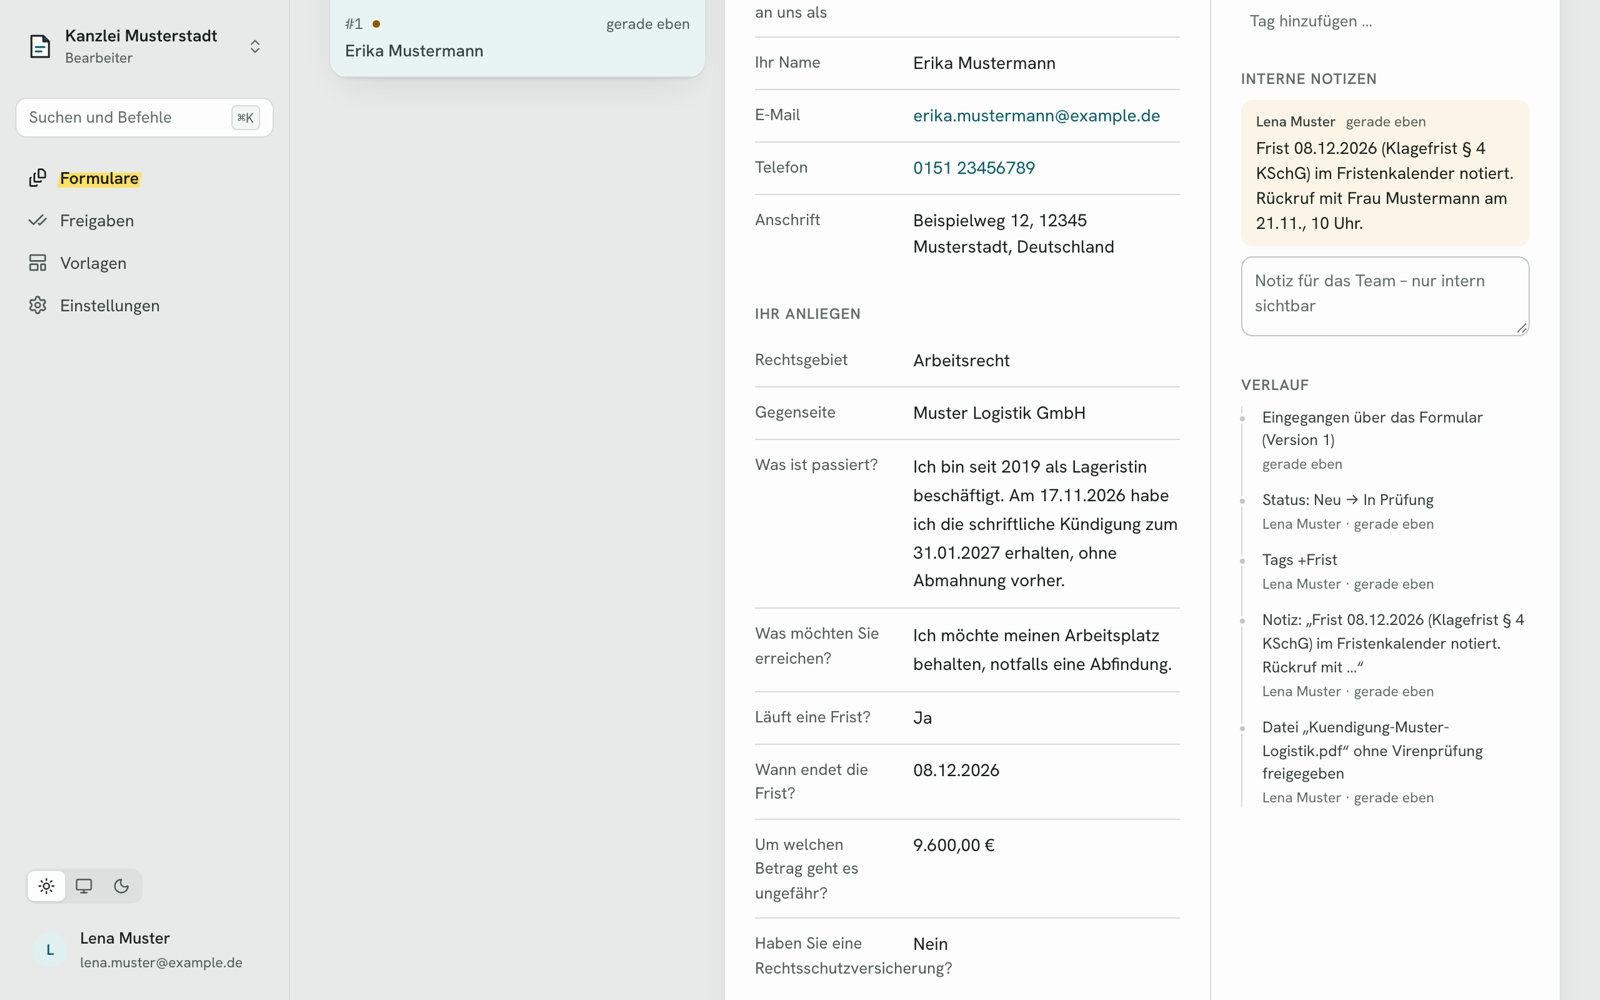 Kanzlei Musterstadt
Bearbeiter
Suchen und Befehle
⌘K
Formulare
Freigaben
Vorlagen
Einstellungen
L
Lena Muster
lena.muster@example.de
#1
gerade eben
Erika Mustermann
an uns als
Ihr Name
Erika Mustermann
E-Mail
erika.mustermann@example.de
Telefon
0151 23456789
Anschrift
Beispielweg 12, 12345
Musterstadt, Deutschland
IHR ANLIEGEN
Rechtsgebiet
Arbeitsrecht
Gegenseite
Muster Logistik GmbH
Was ist passiert?
Ich bin seit 2019 als Lageristin
beschäftigt. Am 17.11.2026 habe
ich die schriftliche Kündigung zum
31.01.2027 erhalten, ohne
Abmahnung vorher.
Was möchten Sie
erreichen?
Ich möchte meinen Arbeitsplatz
behalten, notfalls eine Abfindung.
Läuft eine Frist?
Ja
Wann endet die
Frist?
08.12.2026
Um welchen
Betrag geht es
ungefähr?
9.600,00 €
Haben Sie eine
Rechtsschutzversicherung?
Nein
Tag hinzufügen …
INTERNE NOTIZEN
Lena Muster gerade eben
Frist 08.12.2026 (Klagefrist § 4
KSchG) im Fristenkalender notiert.
Rückruf mit Frau Mustermann am
21.11., 10 Uhr.
Notiz für das Team – nur intern
sichtbar
VERLAUF
Eingegangen über das Formular
(Version 1)
gerade eben
Status: Neu → In Prüfung
Lena Muster · gerade eben
Tags +Frist
Lena Muster · gerade eben
Notiz: „Frist 08.12.2026 (Klagefrist § 4
KSchG) im Fristenkalender notiert.
Rückruf mit …“
Lena Muster · gerade eben
Datei „Kuendigung-Muster-
Logistik.pdf“ ohne Virenprüfung
freigegeben
Lena Muster · gerade eben